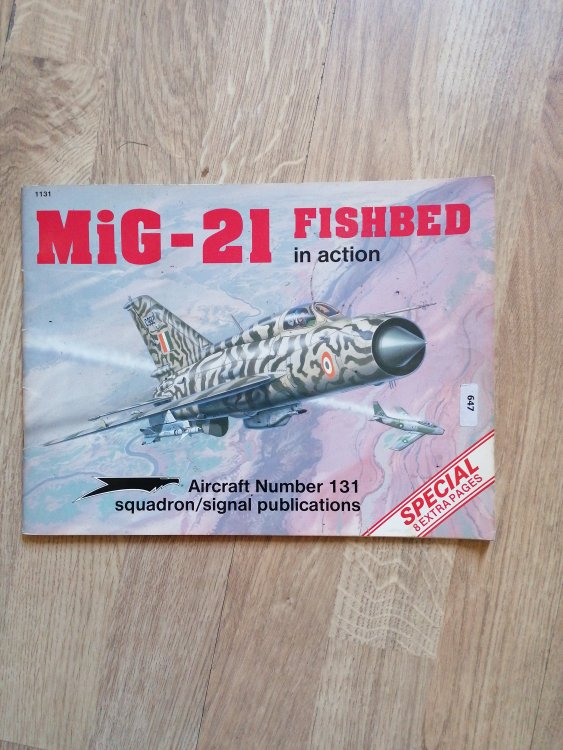 1131
MiG-21 FISHBED
in action
647
Aircraft Number 131
squadron/signal publications
SPECIAL
8 EXTRA PAGES